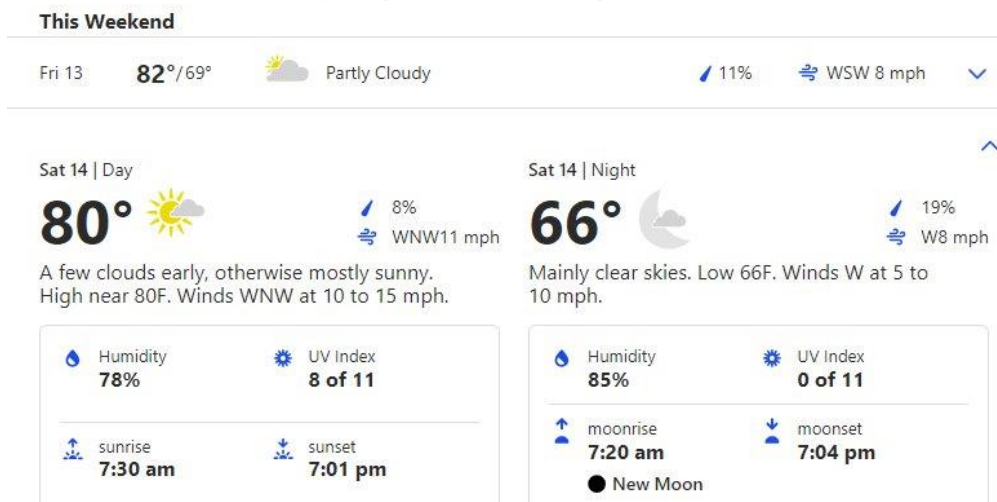 This Weekend
Fri 13 82°/69° Partly Cloudy 11% WSW 8 mph
Sat 14 | Day
80°
8%
WNW11 mph
A few clouds early, otherwise mostly sunny.
High near 80F. Winds WNW at 10 to 15 mph.
Humidity
78%
UV Index
8 of 11
sunrise
7:30 am
sunset
7:01 pm
Sat 14 | Night
66°
19%
W8 mph
Mainly clear skies. Low 66F. Winds W at 5 to
10 mph.
Humidity
85%
UV Index
0 of 11
moonrise
7:20 am
New Moon
moonset
7:04 pm